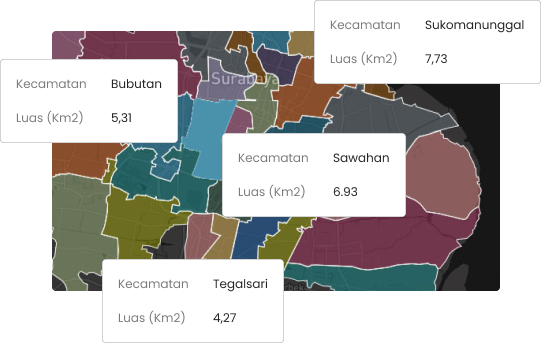 Kecamatan Sukomanunggal
Luas (Km2) 7,73
Kecamatan Bubutan
Luas (Km2) 5,31
Surabaya
Kecamatan Sawahan
Luas (Km2) 6.93
Kecamatan Tegalsari
Luas (Km2) 4,27